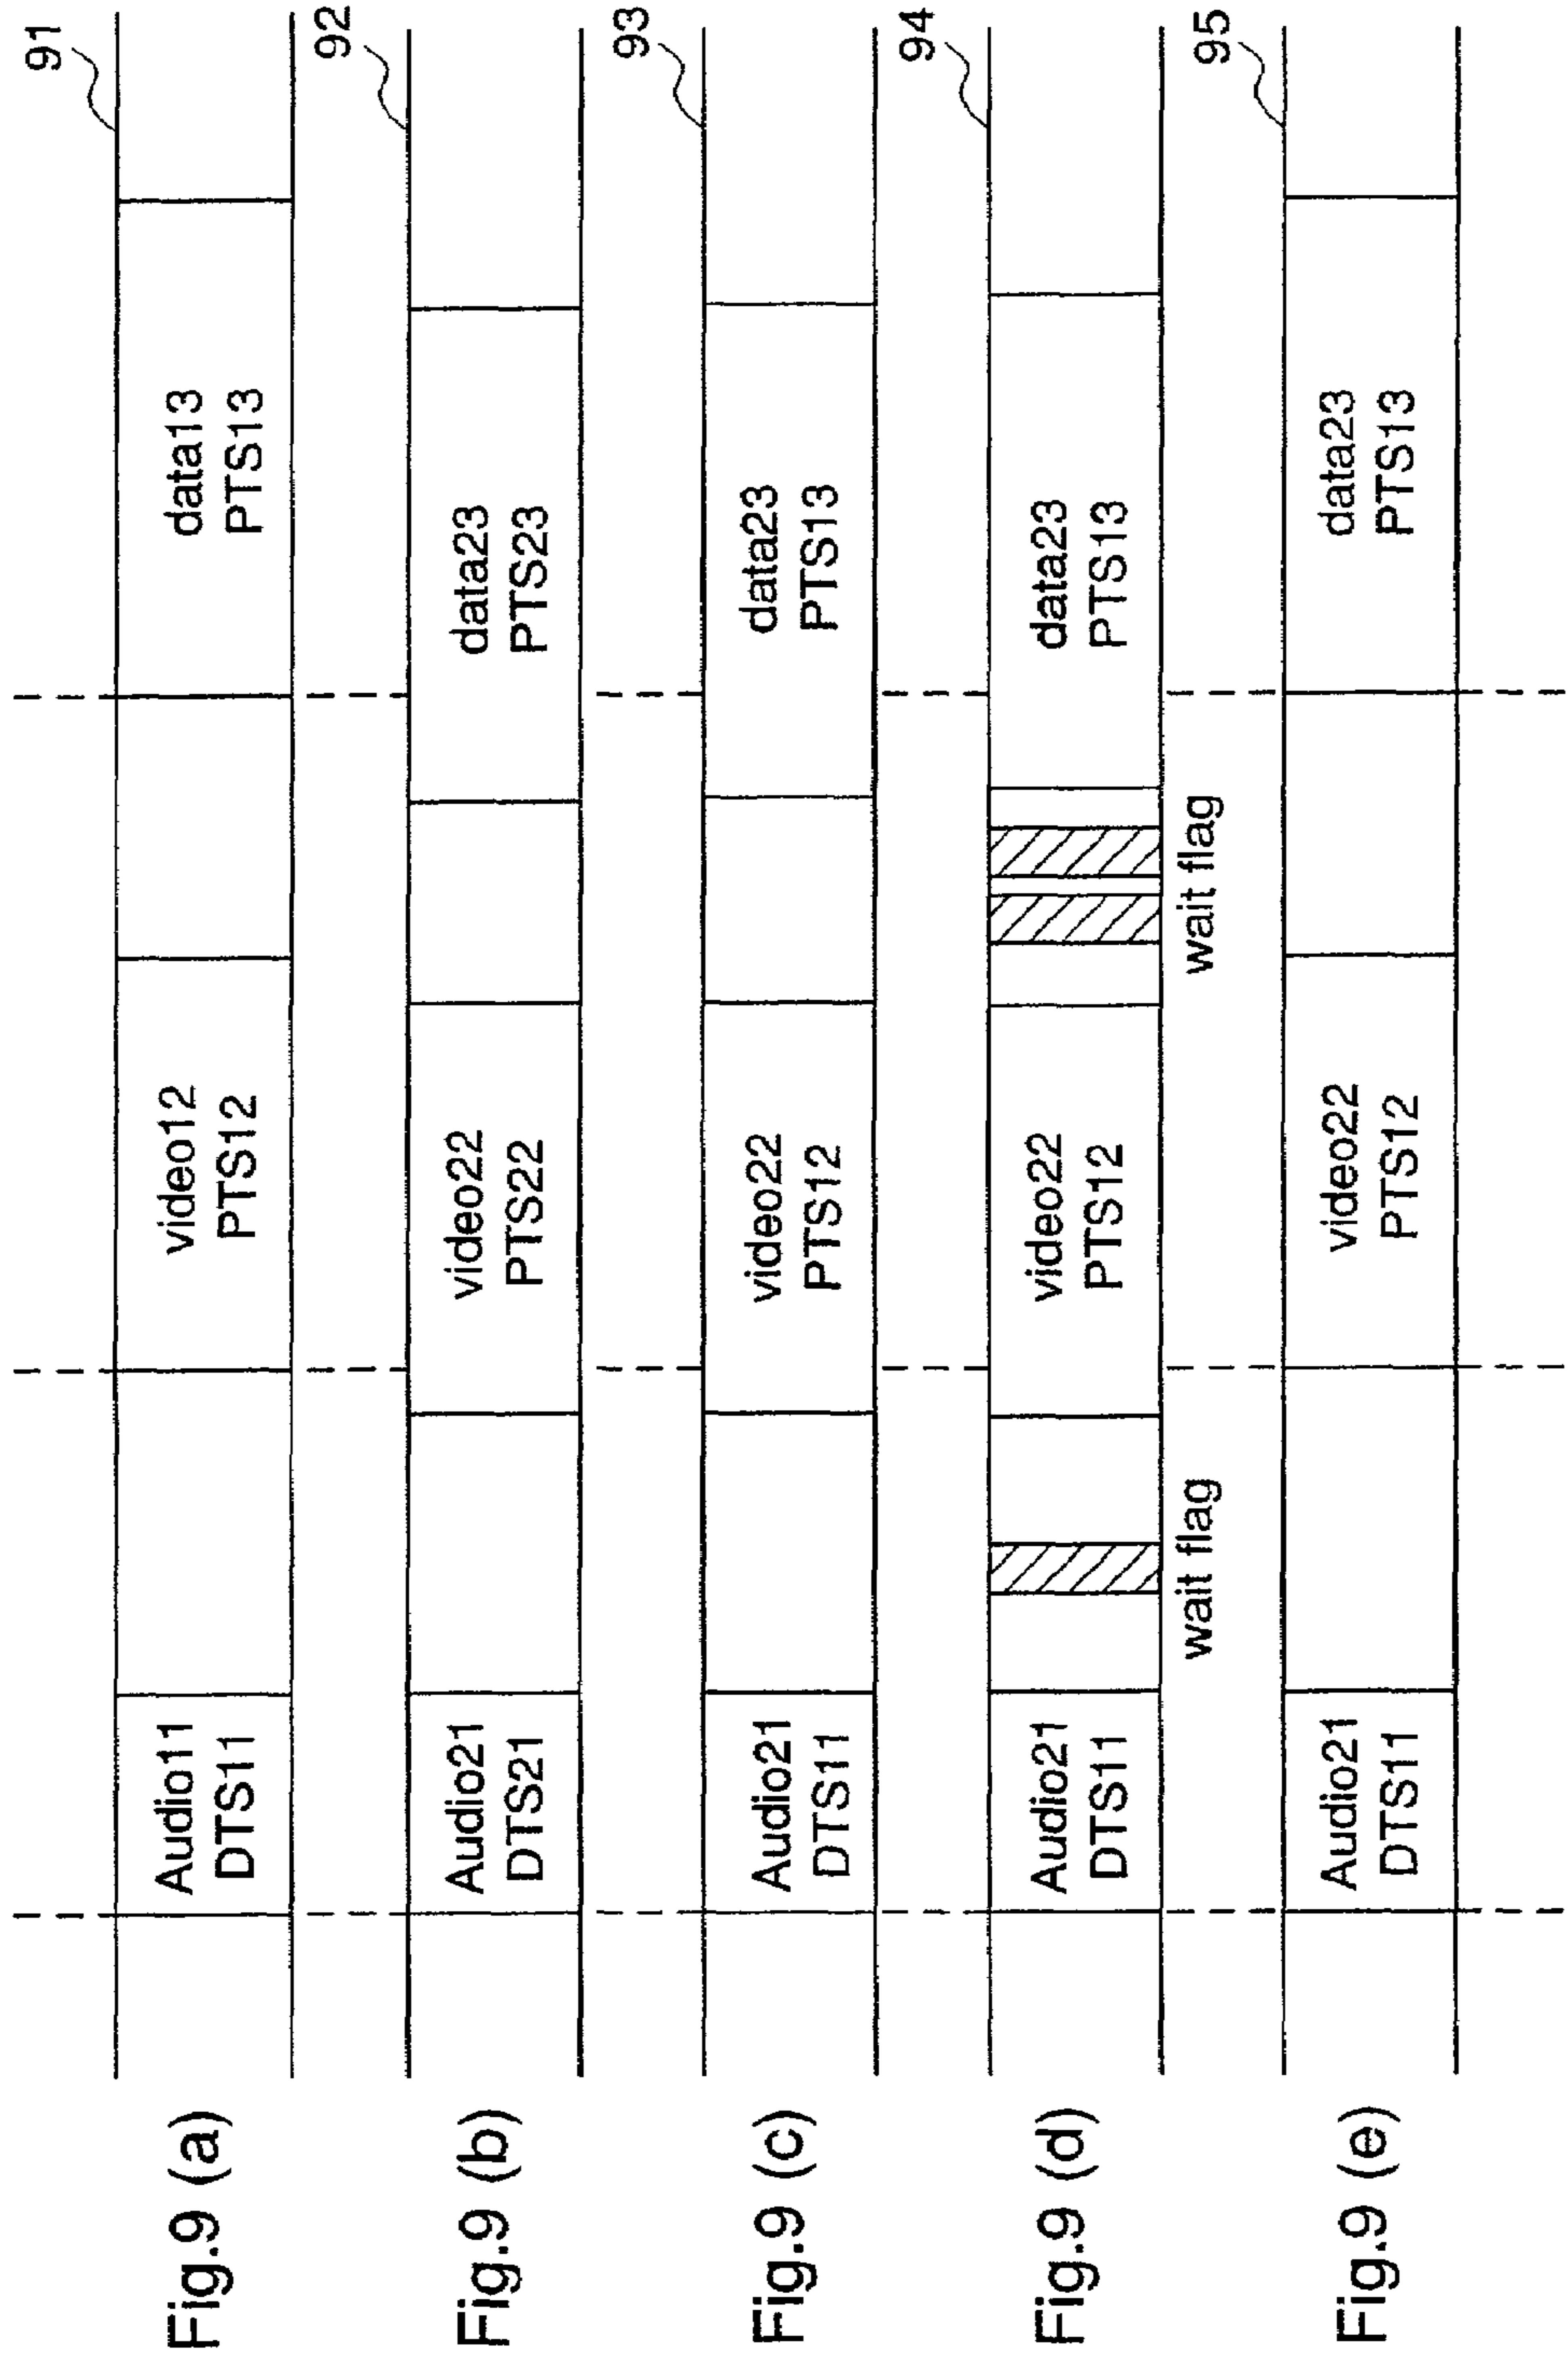 Fig.9 (a)
Audio11
DTS11
video12
PTS12
data13
PTS13
91
Fig.9 (b)
Audio21
DTS21
video22
PTS22
data23
PTS23
92
Fig.9 (c)
Audio21
DTS11
video22
PTS12
data23
PTS13
93
Fig.9 (d)
Audio21
DTS11
video22
PTS12
data23
PTS13
94
wait flag
wait flag
Fig.9 (e)
Audio21
DTS11
video22
PTS12
data23
PTS13
95